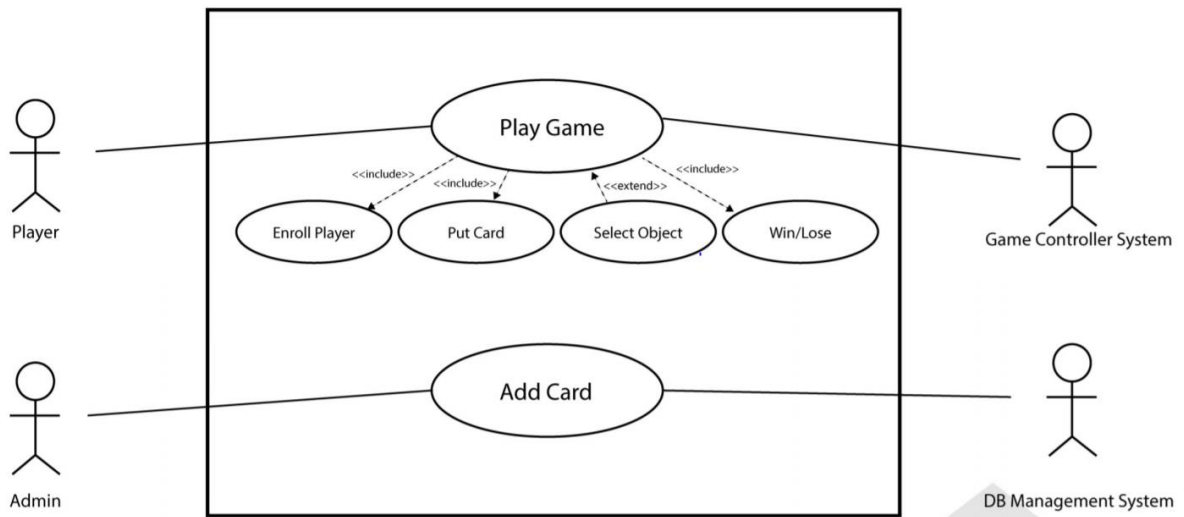 Play Game
<<include>>
<<include>>
<<extend>>
<<include>>
Enroll Player
Put Card
Select Object
Win/Lose
Player
Game Controller System
Add Card
Admin
DB Management System